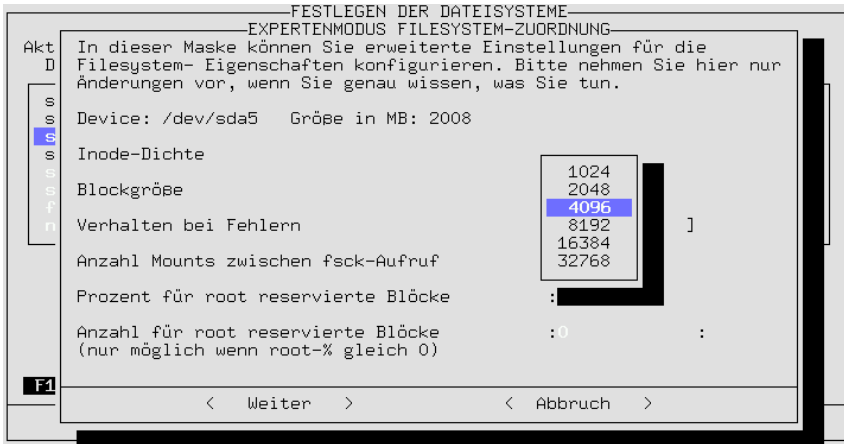 FESTLEGEN DER DATEISYSTEME
EXPERTENMODUS FILESYSTEM-ZUORDNUNG
Akt
D
In dieser Maske können Sie erweiterte Einstellungen für die
Filesystem- Eigenschaften konfigurieren. Bitte nehmen Sie hier nur
Änderungen vor, wenn Sie genau wissen, was Sie tun.
s
s
s
s
s
s
f
n
Device: /dev/sda5 Größe in MB: 2008
Inode-Dichte
Blockgröße
Verhalten bei Fehlern ]
Anzahl Mounts zwischen fsck-Aufruf
1024
2048
4096
8192
16384
32768
Prozent für root reservierte Blöcke :
Anzahl für root reservierte Blöcke :0 :
(nur möglich wenn root-% gleich 0)
F1
< Weiter > < Abbruch >